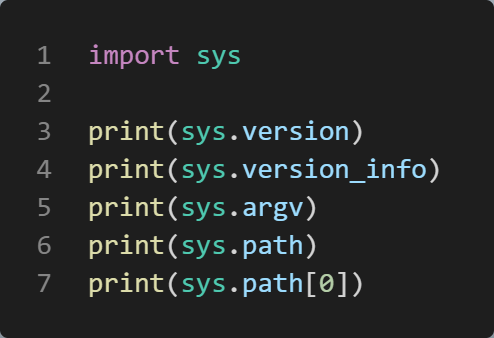 1 import sys
2
3 print(sys.version)
4 print(sys.version_info)
5 print(sys.argv)
6 print(sys.path)
7 print(sys.path[0])